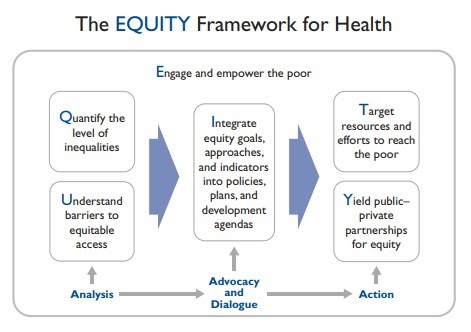 The EQUITY Framework for Health
Engage and empower the poor
Quantify the
level of
inequalities
Understand
barriers to
equitable
access
Integrate
equity goals,
approaches,
and indicators
into policies,
plans, and
development
agendas
Target
resources and
efforts to reach
the poor
Yield public–
private
partnerships
for equity
Analysis
Advocacy
and
Dialogue
Action